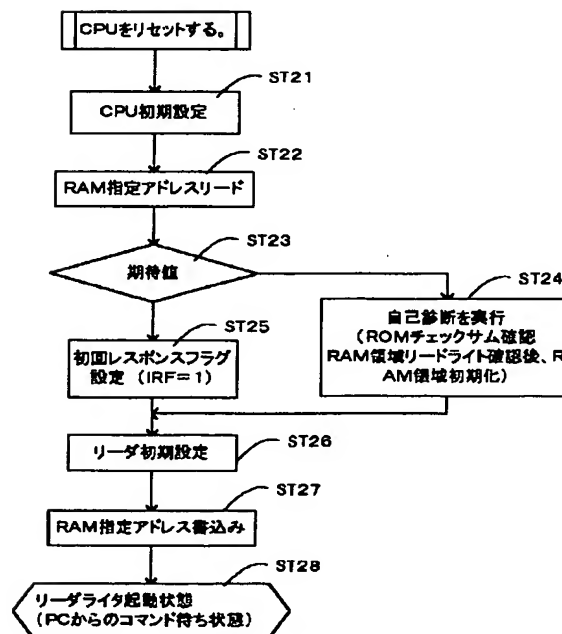 CPUをリセットする。
ST21
CPU初期設定
ST22
RAM指定アドレスリード
ST23
期待値
ST24
自己診断を実行
（ROMチェックサム確認
RAM領域リードライト確認後、R
AM領域初期化）
ST25
初回レスポンスフラグ
設定（IRF＝1）
リーダ初期設定
ST26
ST27
RAM指定アドレス書込み
ST28
リーダライタ起動状態
（PCからのコマンド待ち状態）